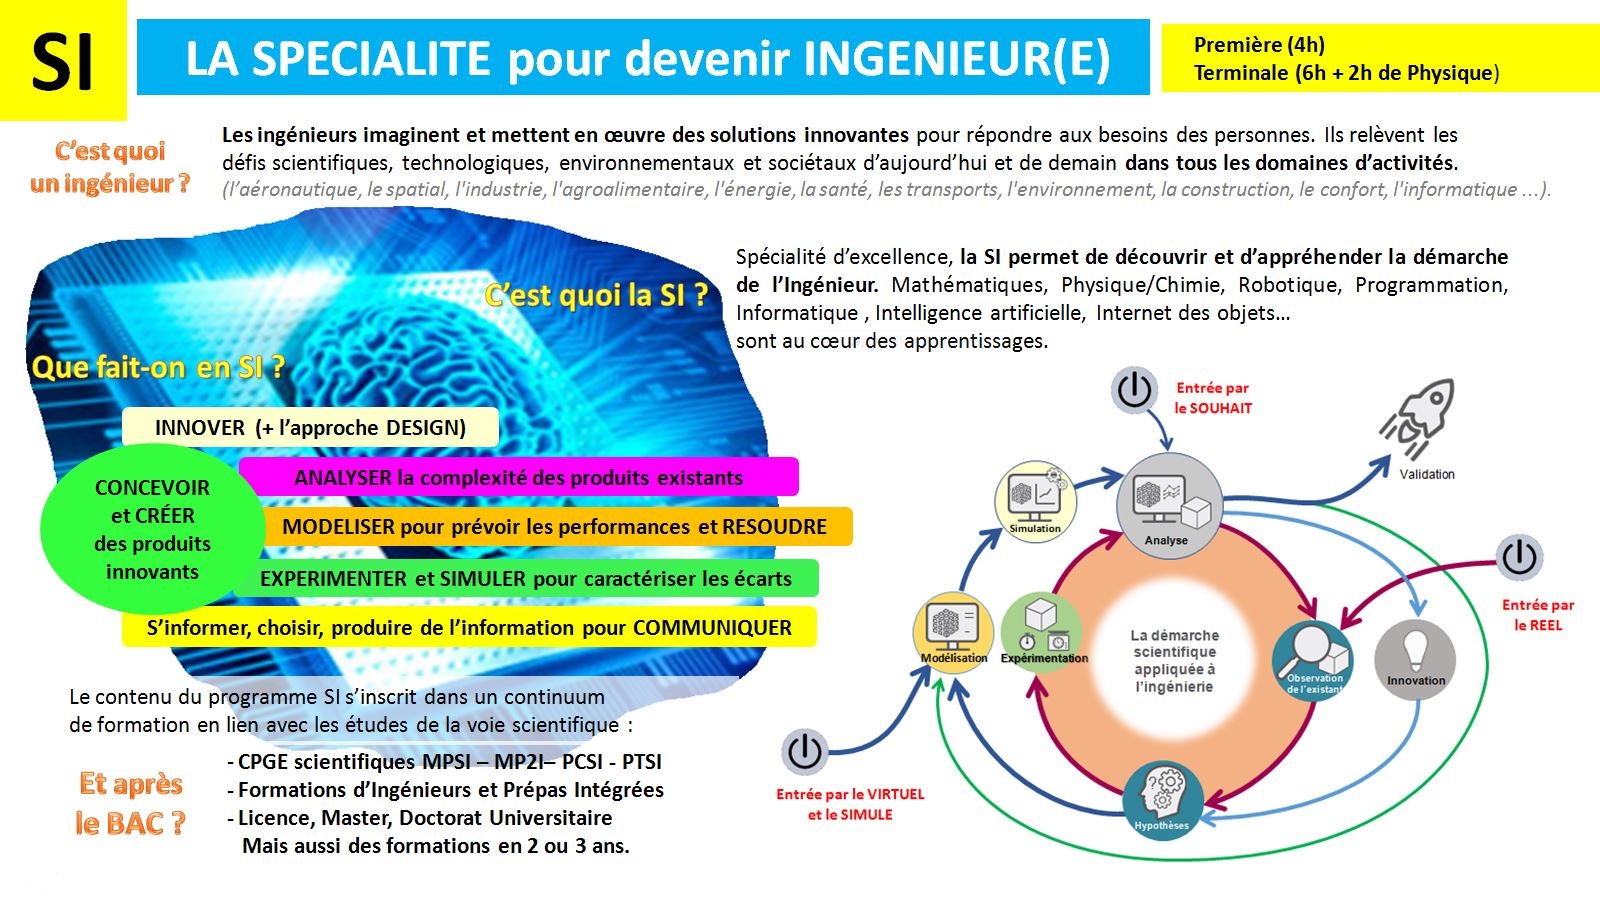 SI
LA SPECIALITE pour devenir INGENIEUR(E)
Première (4h)
Terminale (6h + 2h de Physique)
C'est quoi
un ingénieur ?
Les ingénieurs imaginent et mettent en œuvre des solutions innovantes pour répondre aux besoins des personnes. Ils relèvent les
défis scientifiques, technologiques, environnementaux et sociétaux d'aujourd'hui et de demain dans tous les domaines d'activités.
(l'aéronautique, le spatial, l'industrie, l'agroalimentaire, l'énergie, la santé, les transports, l'environnement, la construction, le confort, l'informatique ...).
C'est quoi la SI ?
Spécialité d'excellence, la SI permet de découvrir et d'appréhender la démarche
de l'Ingénieur. Mathématiques, Physique/Chimie, Robotique, Programmation,
Informatique , Intelligence artificielle, Internet des objets...
sont au cœur des apprentissages.
Que fait-on en SI ?
INNOVER (+ l'approche DESIGN)
CONCEVOIR
et CRÉER
des produits
innovants
ANALYSER la complexité des produits existants
MODELISER pour prévoir les performances et RESOUDRE
EXPERIMENTER et SIMULER pour caractériser les écarts
S'informer, choisir, produire de l'information pour COMMUNIQUER
Le contenu du programme SI s'inscrit dans un continuum
de formation en lien avec les études de la voie scientifique :
Et après
le BAC ?
- CPGE scientifiques MPSI – MP2I– PCSI - PTSI
- Formations d'Ingénieurs et Prépas Intégrées
- Licence, Master, Doctorat Universitaire
Mais aussi des formations en 2 ou 3 ans.
Entrée par
le SOUHAIT
Validation
Simulation
Analyse
Entrée par
le REEL
Modélisation
Expérimentation
La démarche
scientifique
appliquée à
l'ingénierie
Observation
de l'existant
Innovation
Entrée par le VIRTUEL
et le SIMULE
Hypothèses